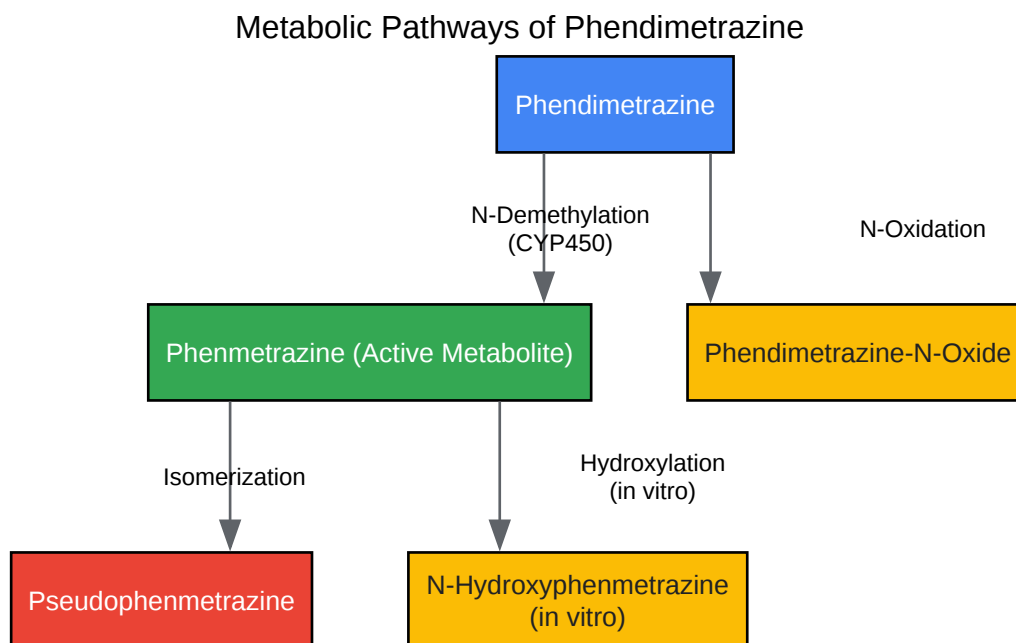 Metabolic Pathways of Phendimetrazine
Phendimetrazine
N-Demethylation
(CYP450)
N-Oxidation
Phenmetrazine (Active Metabolite)
Phendimetrazine-N-Oxide
Isomerization
Hydroxylation
(in vitro)
Pseudophenmetrazine
N-Hydroxyphenmetrazine
(in vitro)